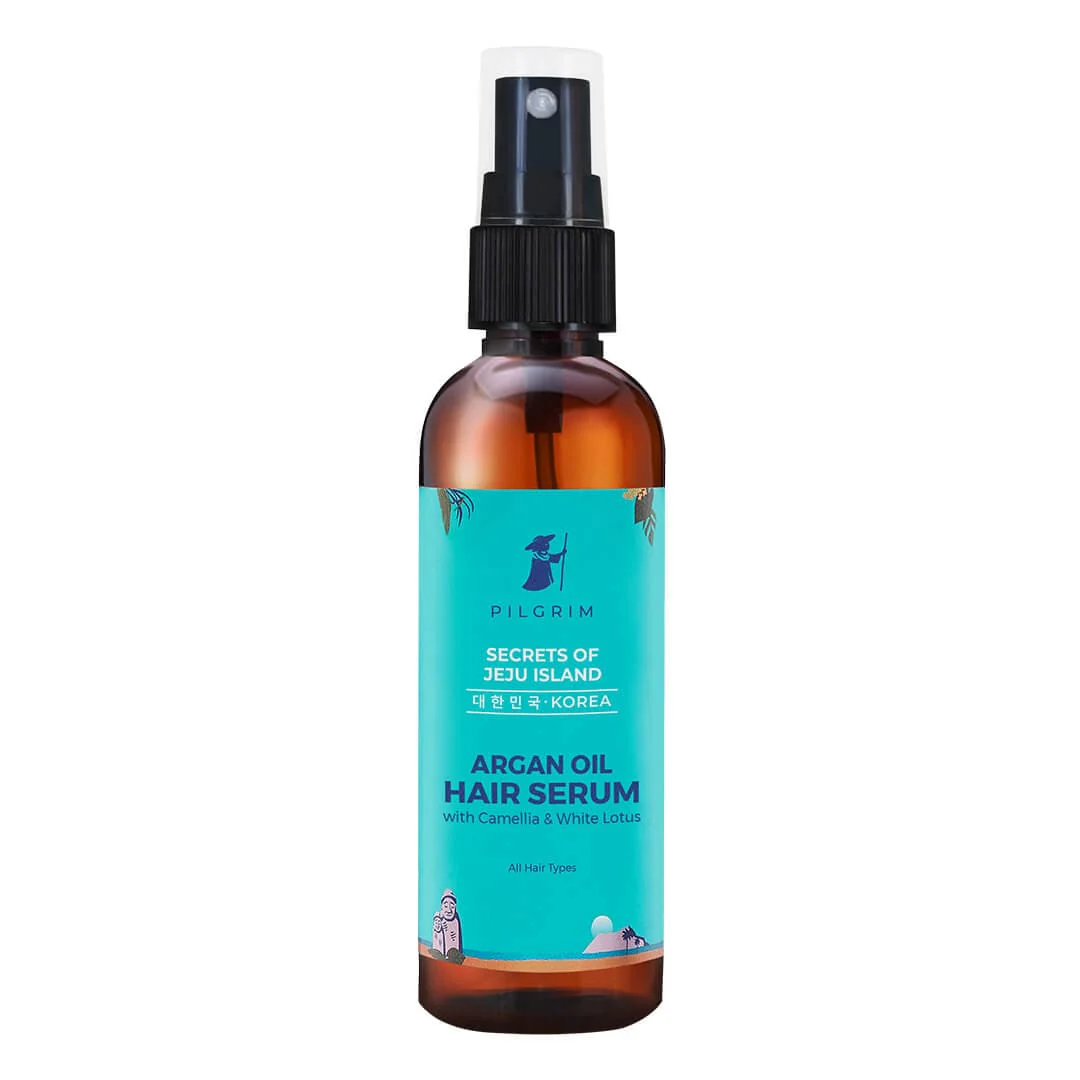 PILGRIM
SECRETS OF
JEJU ISLAND
대한민국·KOREA
ARGAN OIL
HAIR SERUM
with Camellia & White Lotus
All Hair Types